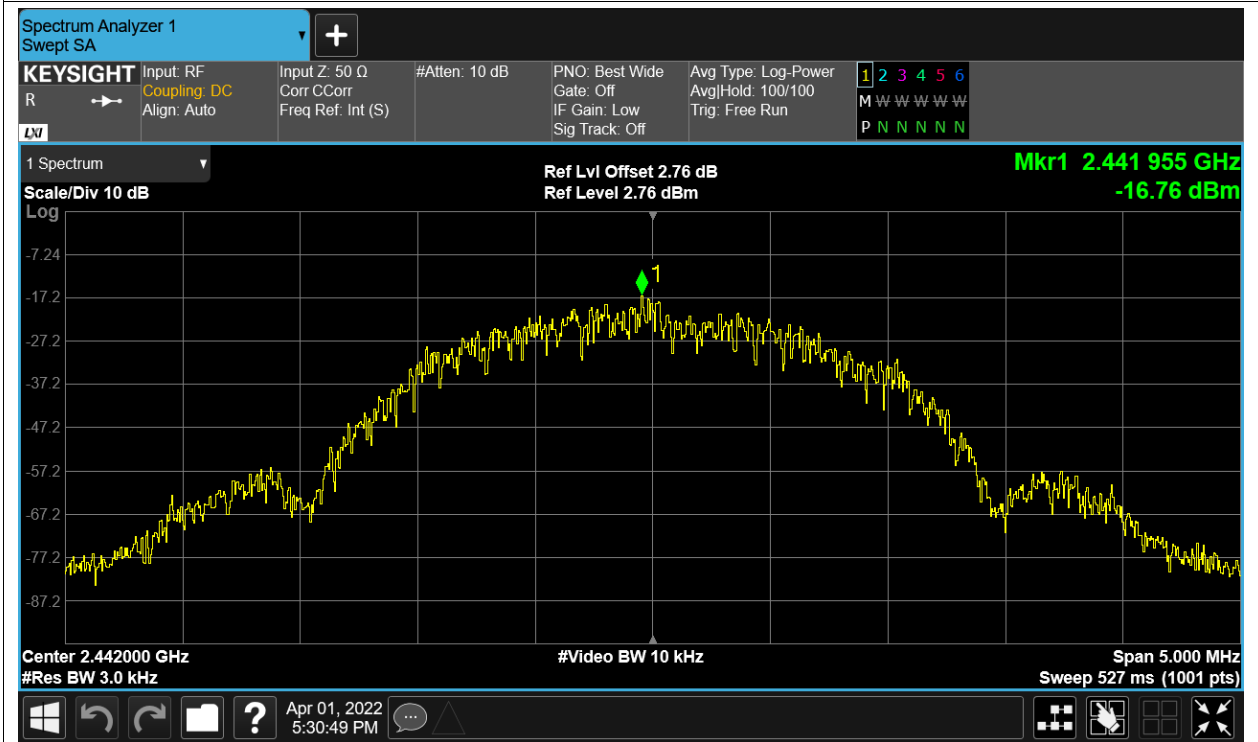 Spectrum Analyzer 1
Swept SA
KEYSIGHT
R
LXI
Input: RF
Coupling: DC
Align: Auto
Input Z: 50 Ω
Corr CCorr
Freq Ref: Int (S)
#Atten: 10 dB
PNO: Best Wide
Gate: Off
IF Gain: Low
Sig Track: Off
Avg Type: Log-Power
Avg|Hold: 100/100
Trig: Free Run
1 2 3 4 5 6
M W W W W W
P N N N N N
1 Spectrum
Scale/Div 10 dB
Log
Ref Lvl Offset 2.76 dB
Ref Level 2.76 dBm
Mkr1 2.441 955 GHz
-16.76 dBm
1
-7.24
-17.2
-27.2
-37.2
-47.2
-57.2
-67.2
-77.2
-87.2
Center 2.442000 GHz
#Res BW 3.0 kHz
#Video BW 10 kHz
Span 5.000 MHz
Sweep 527 ms (1001 pts)
?
Apr 01, 2022
5:30:49 PM